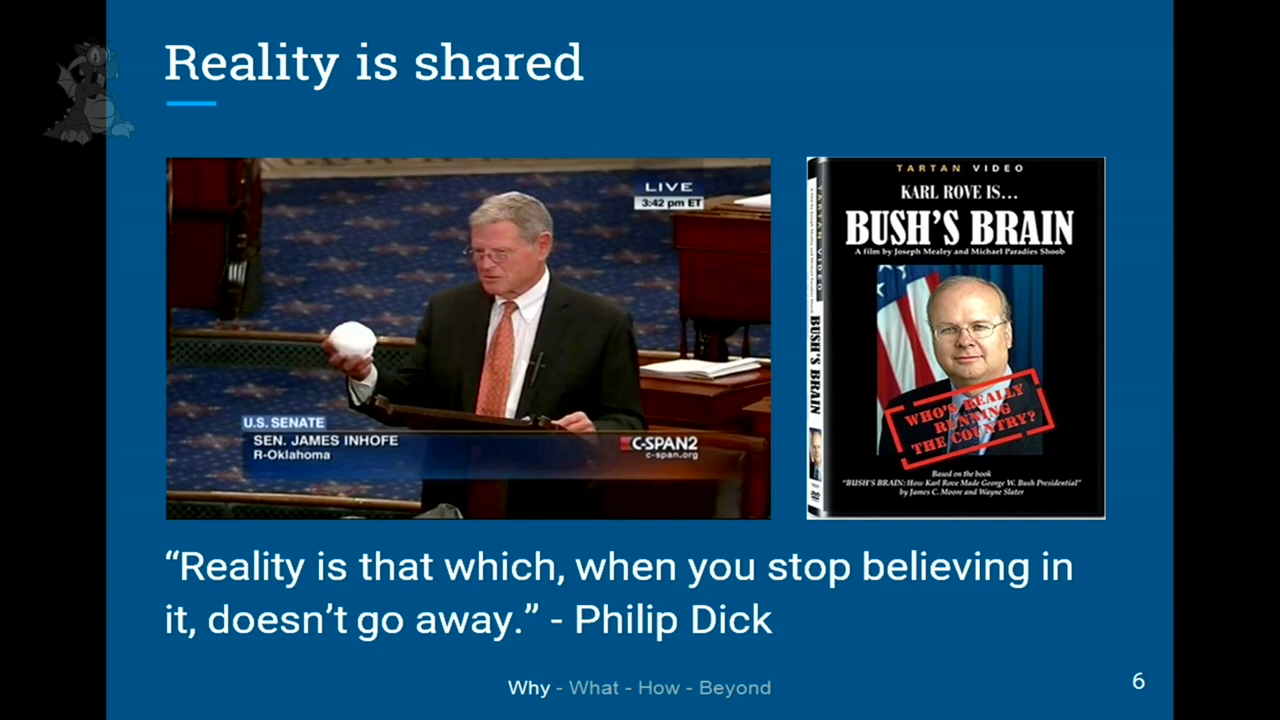 Reality is shared
LIVE
3:42 pm ET
U.S. SENATE
SEN. JAMES INHOFE
R-Oklahoma
C-SPAN2
c-span.org
TARTAN VIDEO
KARL ROVE IS...
BUSH'S BRAIN
A film by Joseph Mealey and Michael Paradies Shoob
BUSH'S BRAIN
WHO'S REALLY
RUNNING
THE COUNTRY?
Based on the book
"BUSH'S BRAIN: How Karl Rove Made George W. Bush Presidential"
by James C. Moore and Wayne Slater
“Reality is that which, when you stop believing in
it, doesn’t go away.” - Philip Dick
Why - What - How - Beyond
6